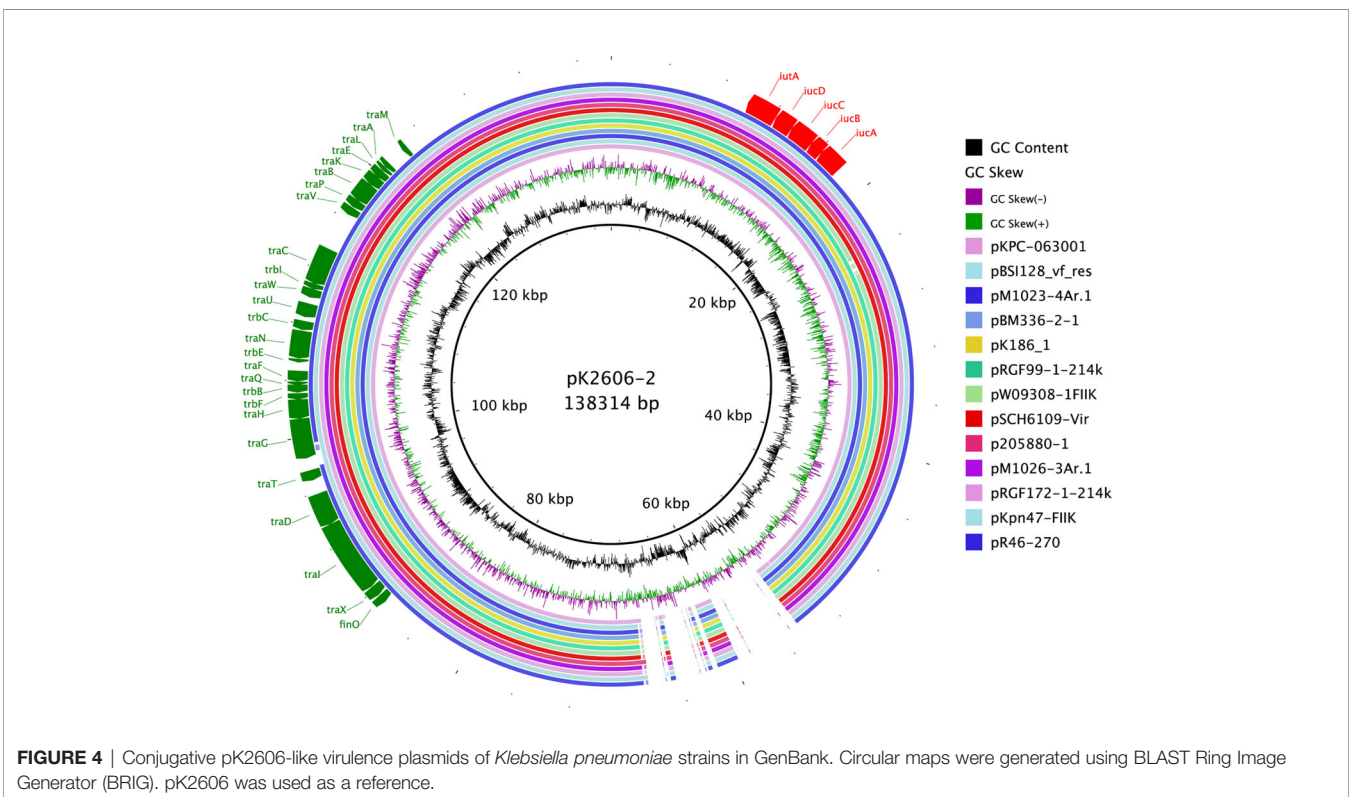 iutA
iucD
iucC
iucB
iucA
traM
traA
traL
traE
traK
traB
traP
traV
traC
trbI
traW
traU
trbC
traN
trbE
traF
traQ
trbB
trbF
traH
traG
traT
traD
traI
traX
finO
120 kbp
20 kbp
pK2606-2
138314 bp
100 kbp
40 kbp
80 kbp
60 kbp
GC Content
GC Skew
GC Skew(-)
GC Skew(+)
pKPC-063001
pBSI128_vf_res
pM1023-4Ar.1
pBM336-2-1
pK186_1
pRGF99-1-214k
pW09308-1FIIK
pSCH6109-Vir
p205880-1
pM1026-3Ar.1
pRGF172-1-214k
pKpn47-FIIK
pR46-270
FIGURE 4 | Conjugative pK2606-like virulence plasmids of Klebsiella pneumoniae strains in GenBank. Circular maps were generated using BLAST Ring Image
Generator (BRIG). pK2606 was used as a reference.